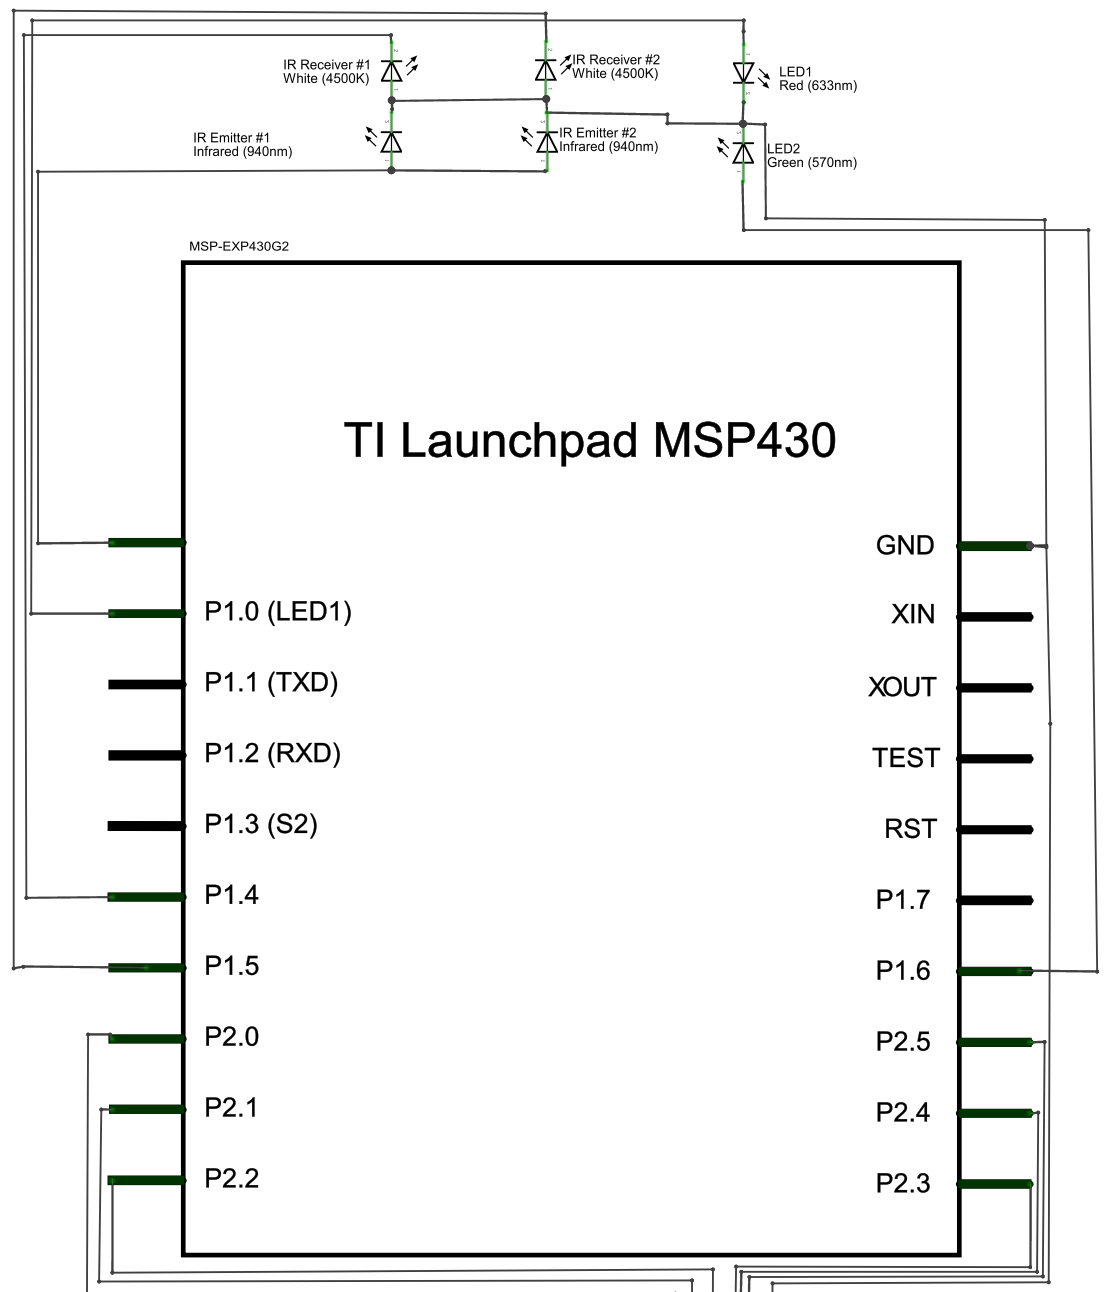 IR Receiver #1
White (4500K)
IR Receiver #2
White (4500K)
LED1
Red (633nm)
IR Emitter #1
Infrared (940nm)
IR Emitter #2
Infrared (940nm)
LED2
Green (570nm)
MSP-EXP430G2
TI Launchpad MSP430
GND
P1.0 (LED1)
XIN
P1.1 (TXD)
XOUT
P1.2 (RXD)
TEST
P1.3 (S2)
RST
P1.4
P1.7
P1.5
P1.6
P2.0
P2.5
P2.1
P2.4
P2.2
P2.3